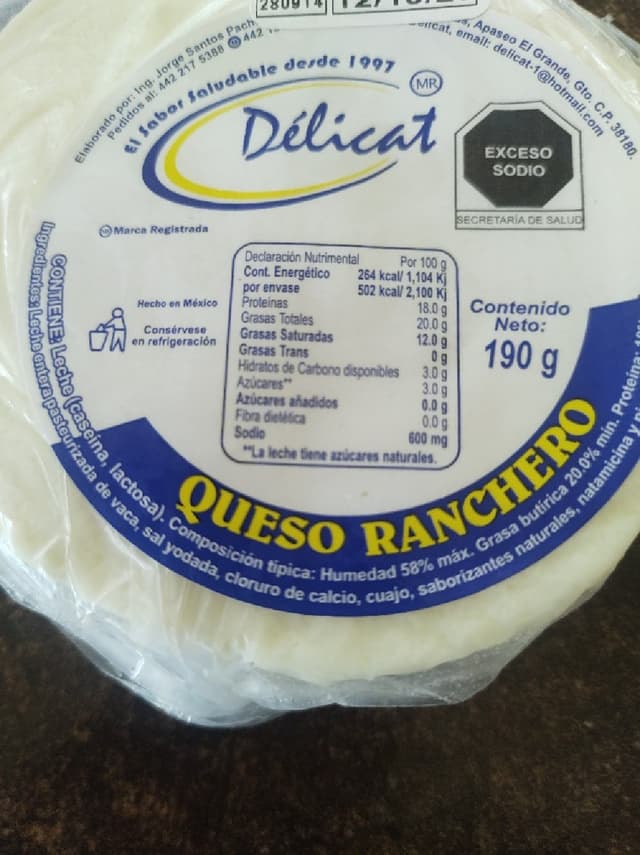 280914
Elaborado por: Ing. Jorge Santos
Apaseo El Grande, Gto. C.P. 38180.
Pedidos al: 442 217 5388
442
email: delicat-1@hotmail.com
El Sabor Saludable desde 1997
MR
Délicat
EXCESO
SODIO
SECRETARÍA DE SALUD
MR Marca Registrada
Hecho en México
Consérvese
en refrigeración
Declaración Nutrimental Por 100 g
Cont. Energético 264 kcal/ 1,104 Kj
por envase 502 kcal/ 2,100 Kj
Proteínas 18.0 g
Grasas Totales 20.0 g
Grasas Saturadas 12.0 g
Grasas Trans 0 g
Hidratos de Carbono disponibles 3.0 g
Azúcares** 3.0 g
Azúcares añadidos 0.0 g
Fibra dietética 0.0 g
Sodio 600 mg
**La leche tiene azúcares naturales.
Contenido
Neto:
190 g
QUESO RANCHERO
CONTIENE: Leche (caseína, lactosa). Composición típica: Humedad 58% máx. Grasa butírica 20.0% min. Proteína:
Ingredientes: Leche entera pasteurizada de vaca, sal yodada, cloruro de calcio, cuajo, saborizantes naturales, natamicina y